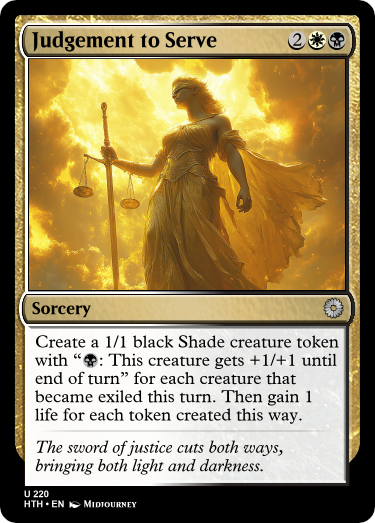 Judgement to Serve 2
Sorcery
Create a 1/1 black Shade creature token
with “: This creature gets +1/+1 until
end of turn” for each creature that
became exiled this turn. Then gain 1
life for each token created this way.
The sword of justice cuts both ways,
bringing both light and darkness.
U 220
HTH • EN Midjourney